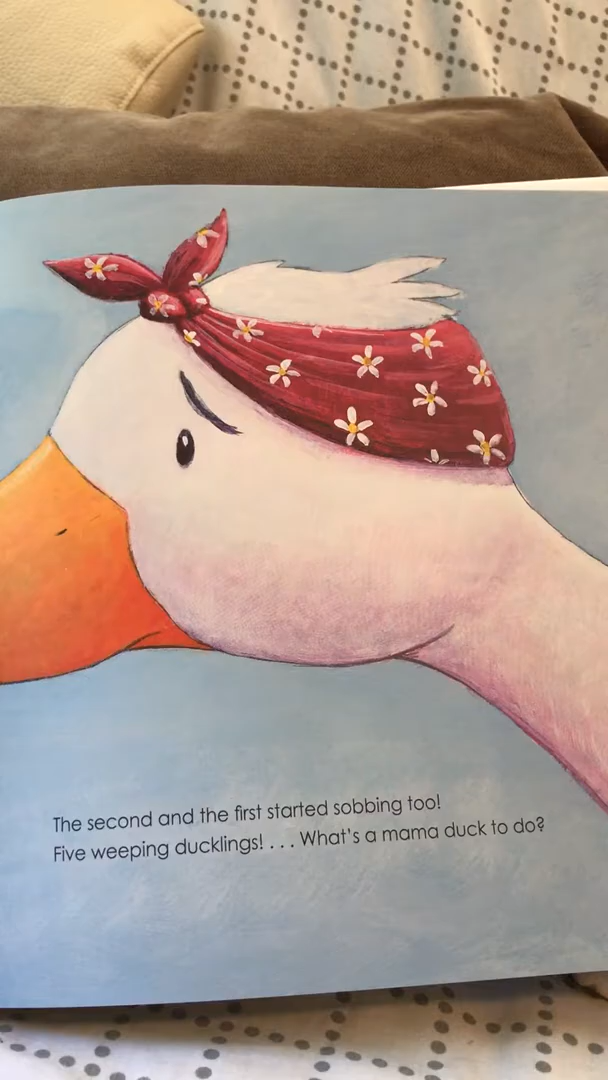 The second and the first started sobbing too!
Five weeping ducklings! . . . What's a mama duck to do?